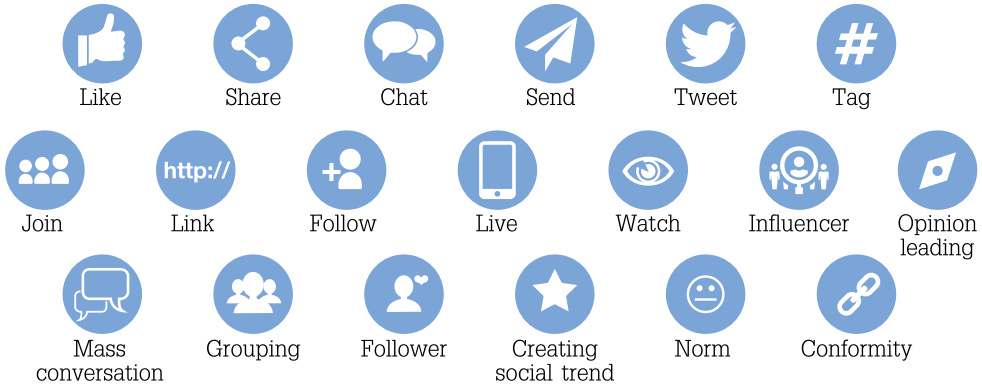 #
Like Share Chat Send Tweet Tag
http://
Join Link Follow Live Watch Influencer Opinion
leading
Mass Grouping Follower Creating Norm Conformity
conversation social trend